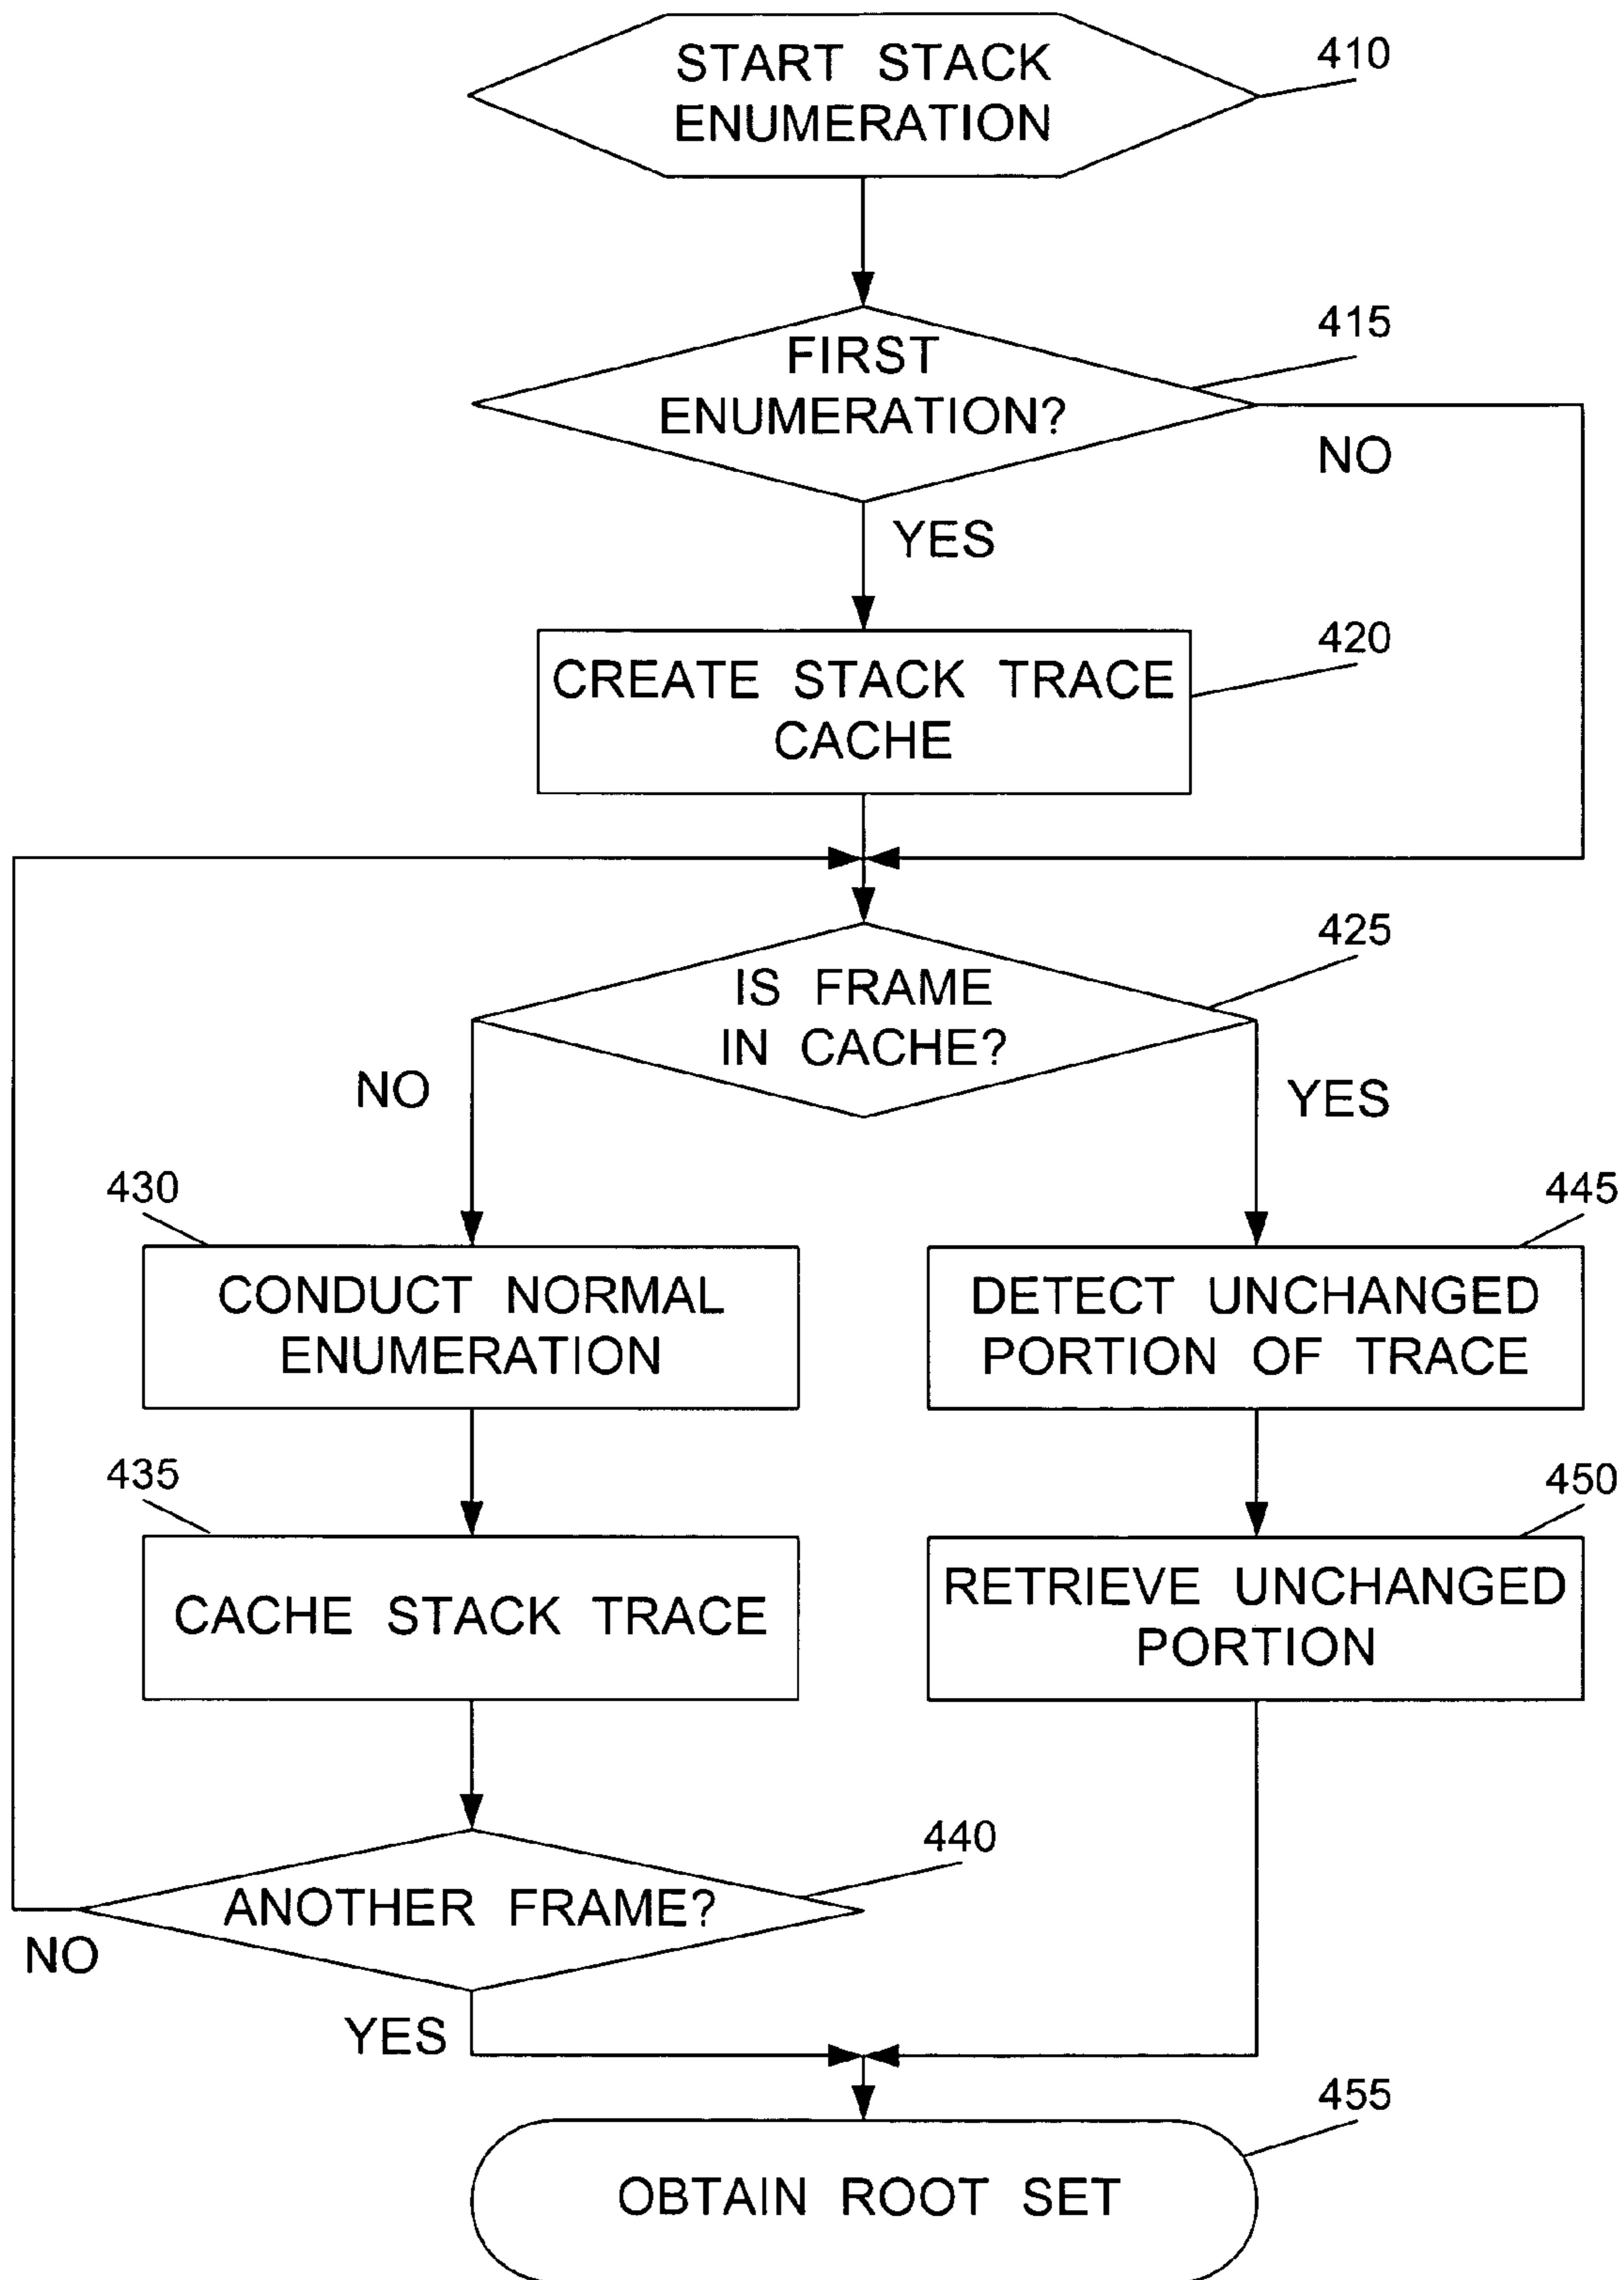 START STACK
ENUMERATION
410
FIRST
ENUMERATION?
415
NO
YES
CREATE STACK TRACE
CACHE
420
IS FRAME
IN CACHE?
425
NO
YES
430
CONDUCT NORMAL
ENUMERATION
445
DETECT UNCHANGED
PORTION OF TRACE
435
CACHE STACK TRACE
450
RETRIEVE UNCHANGED
PORTION
ANOTHER FRAME?
440
NO
YES
OBTAIN ROOT SET
455